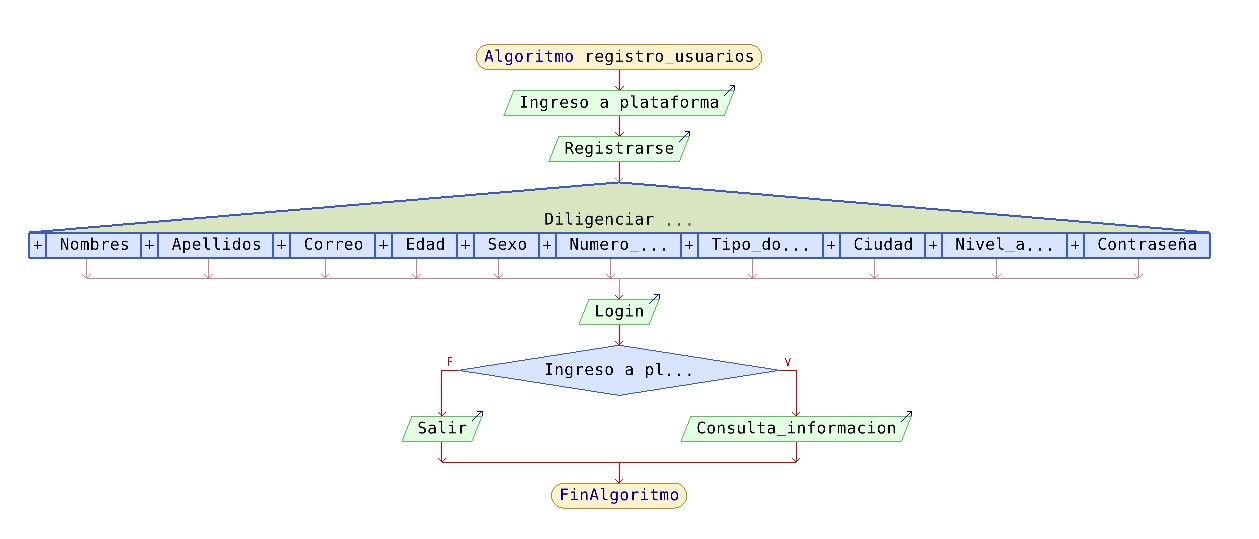 Algoritmo registro_usuarios
Ingreso a plataforma
Registrarse
Diligenciar ...
+ Nombres + Apellidos + Correo + Edad + Sexo + Numero_... + Tipo_do... + Ciudad + Nivel_a... + Contraseña
Login
F Ingreso a pl... V
Salir Consulta_informacion
FinAlgoritmo